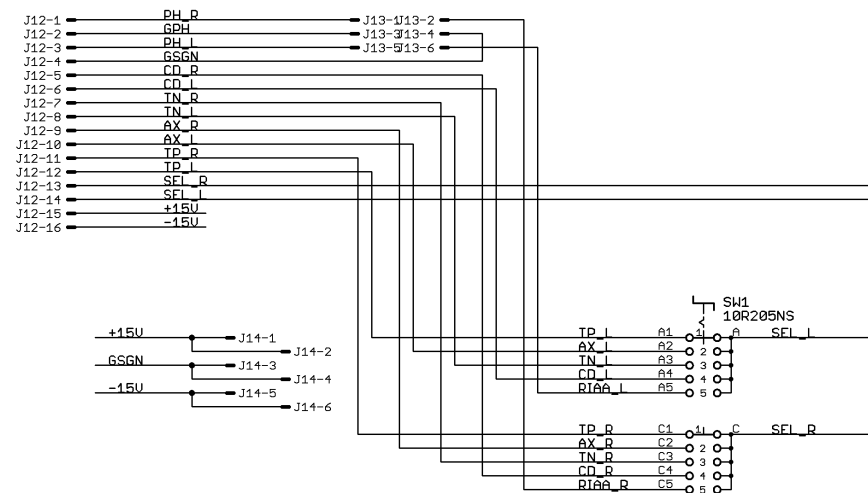 J12-1 PH_R J13-1 J13-2
J12-2 GPH J13-3 J13-4
J12-3 PH_L J13-5 J13-6
J12-4 GSGN
J12-5 CD_R
J12-6 CD_L
J12-7 TN_R
J12-8 TN_L
J12-9 AX_R
J12-10 AX_L
J12-11 TP_R
J12-12 TP_L
J12-13 SEL_R
J12-14 SEL_L
J12-15 +15V
J12-16 -15V
SW1
10R205NS
+15V J14-1
J14-2
GSGN J14-3
J14-4
-15V J14-5
J14-6
TP_L A1 1 A SEL_L
AX_L A2 2
TN_L A3 3
CD_L A4 4
RIAA_L A5 5
TP_R C1 1 C SEL_R
AX_R C2 2
TN_R C3 3
CD_R C4 4
RIAA_R C5 5